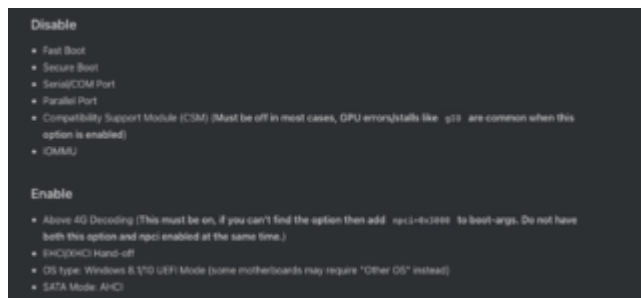 Disable
• Fast Boot
• Secure Boot
• Serial/COM Port
• Parallel Port
• Compatibility Support Module (CSM) (Must be off in most cases, GPU errors/stalls like gIO are common when this
option is enabled)
• IOMMU
Enable
• Above 4G Decoding (This must be on, if you can't find the option then add npci=0x3000 to boot-args. Do not have
both this option and npci enabled at the same time.)
• EHCI/XHCI Hand-off
• OS type: Windows 8.1/10 UEFI Mode (some motherboards may require "Other OS" instead)
• SATA Mode: AHCI